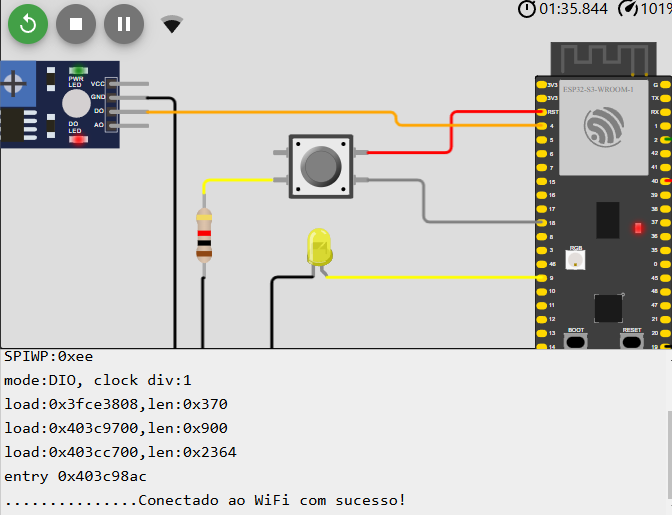 01:35.844 101%
PWR
LED
VCC
GND
DO
AO
DO
LED
ESP32-S3-WROOM-1
3V3
3V3
RST
4
5
6
7
15
16
17
18
8
3
46
9
10
11
12
13
14
G
TX
RX
1
2
42
41
40
39
38
37
36
35
0
45
48
47
21
20
19
RGB
BOOT
RESET
SPIWP:0xee
mode:DIO, clock div:1
load:0x3fce3808,len:0x370
load:0x403c9700,len:0x900
load:0x403cc700,len:0x2364
entry 0x403c98ac
...............Conectado ao WiFi com sucesso!